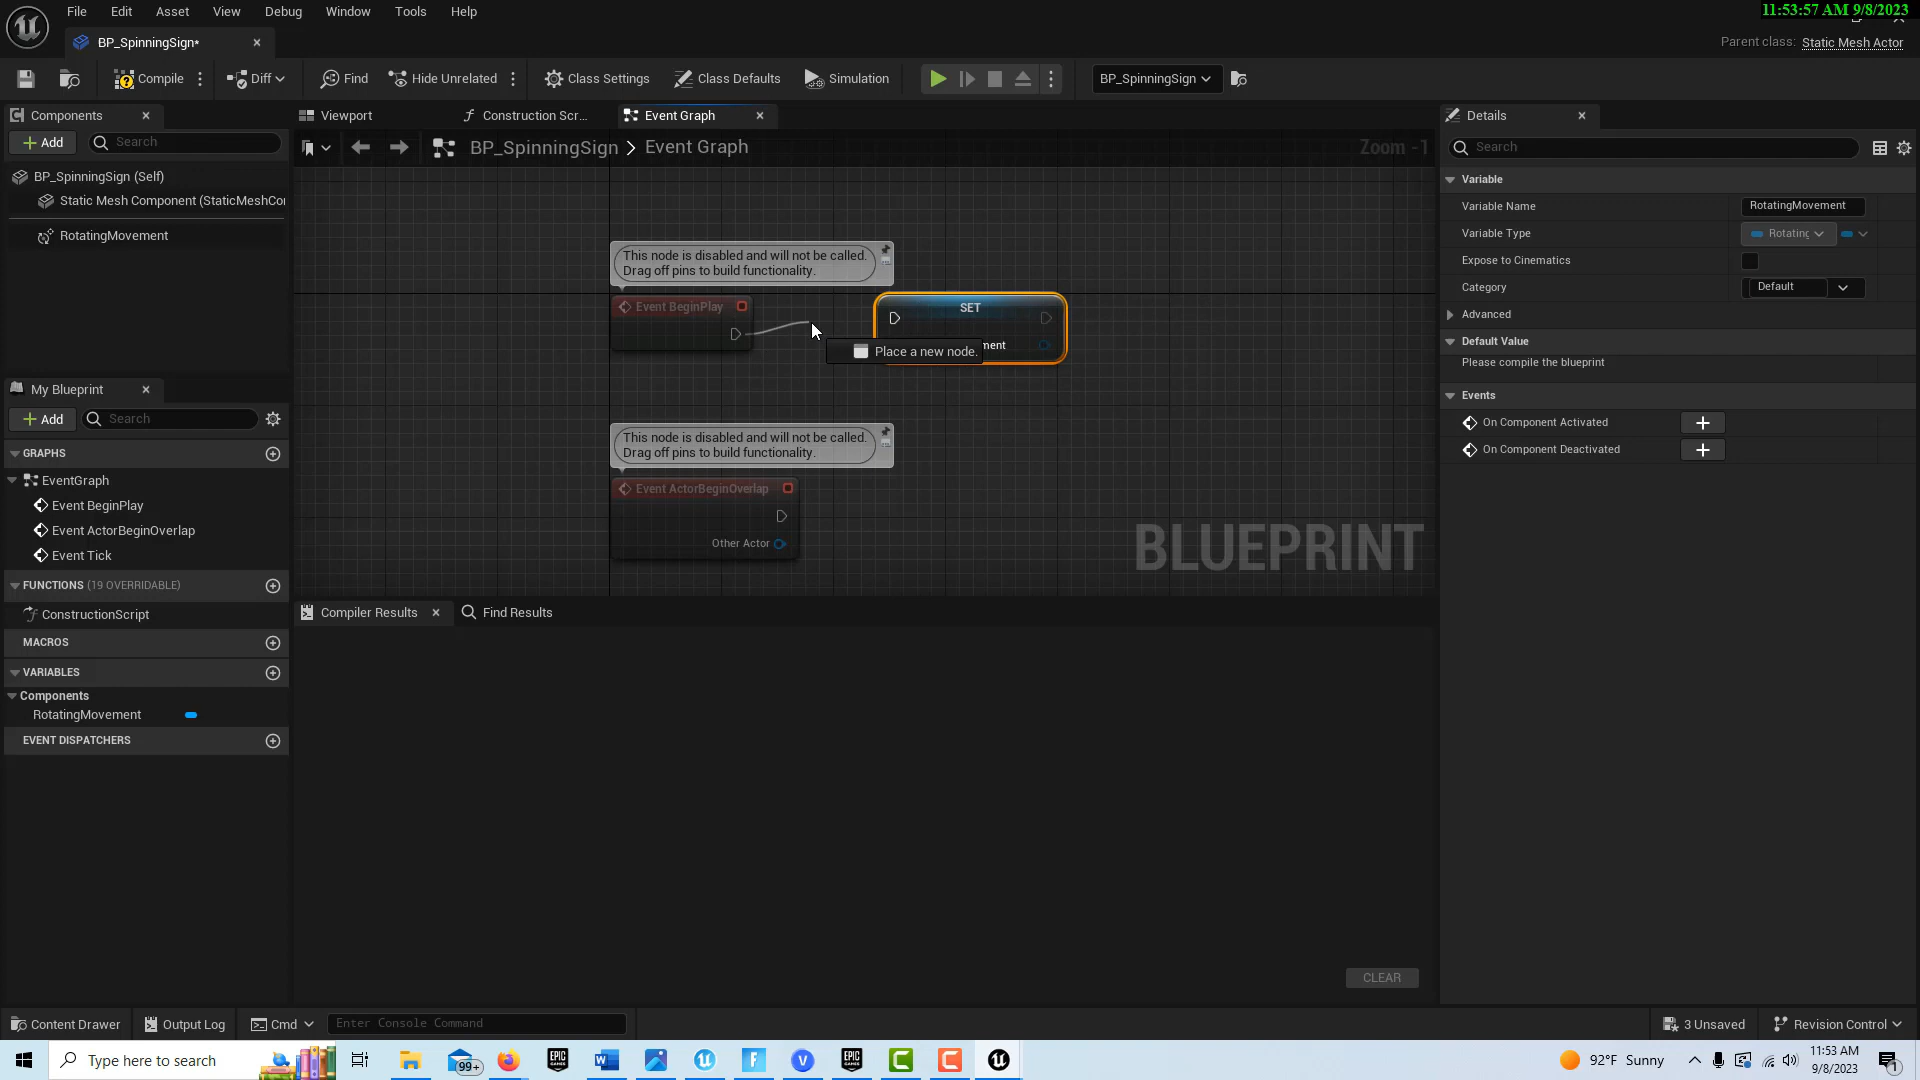 11:53:57 AM 9/8/2023
File Edit Asset View Debug Window Tools Help
BP_SpinningSign*
Parent class: Static Mesh Actor
Compile Diff Find Hide Unrelated Class Settings Class Defaults Simulation BP_SpinningSign
Components
Add Search
BP_SpinningSign (Self)
Static Mesh Component (StaticMeshCo
RotatingMovement
Viewport Construction Scr... Event Graph
BP_SpinningSign > Event Graph
Zoom -1
This node is disabled and will not be called.
Drag off pins to build functionality.
Event BeginPlay
SET
ment
Place a new node.
This node is disabled and will not be called.
Drag off pins to build functionality.
Event ActorBeginOverlap
Other Actor
BLUEPRINT
Details
Search
Variable
Variable Name RotatingMovement
Variable Type Rotating
Expose to Cinematics
Category Default
Advanced
Default Value
Please compile the blueprint
Events
On Component Activated
On Component Deactivated
My Blueprint
Add Search
GRAPHS
EventGraph
Event BeginPlay
Event ActorBeginOverlap
Event Tick
FUNCTIONS (19 OVERRIDABLE)
ConstructionScript
MACROS
VARIABLES
Components
RotatingMovement
EVENT DISPATCHERS
Compiler Results Find Results
CLEAR
Content Drawer Output Log Cmd Enter Console Command 3 Unsaved Revision Control
Type here to search
99+
EPIC GAMES
EPIC GAMES
92°F Sunny
11:53 AM
9/8/2023
1